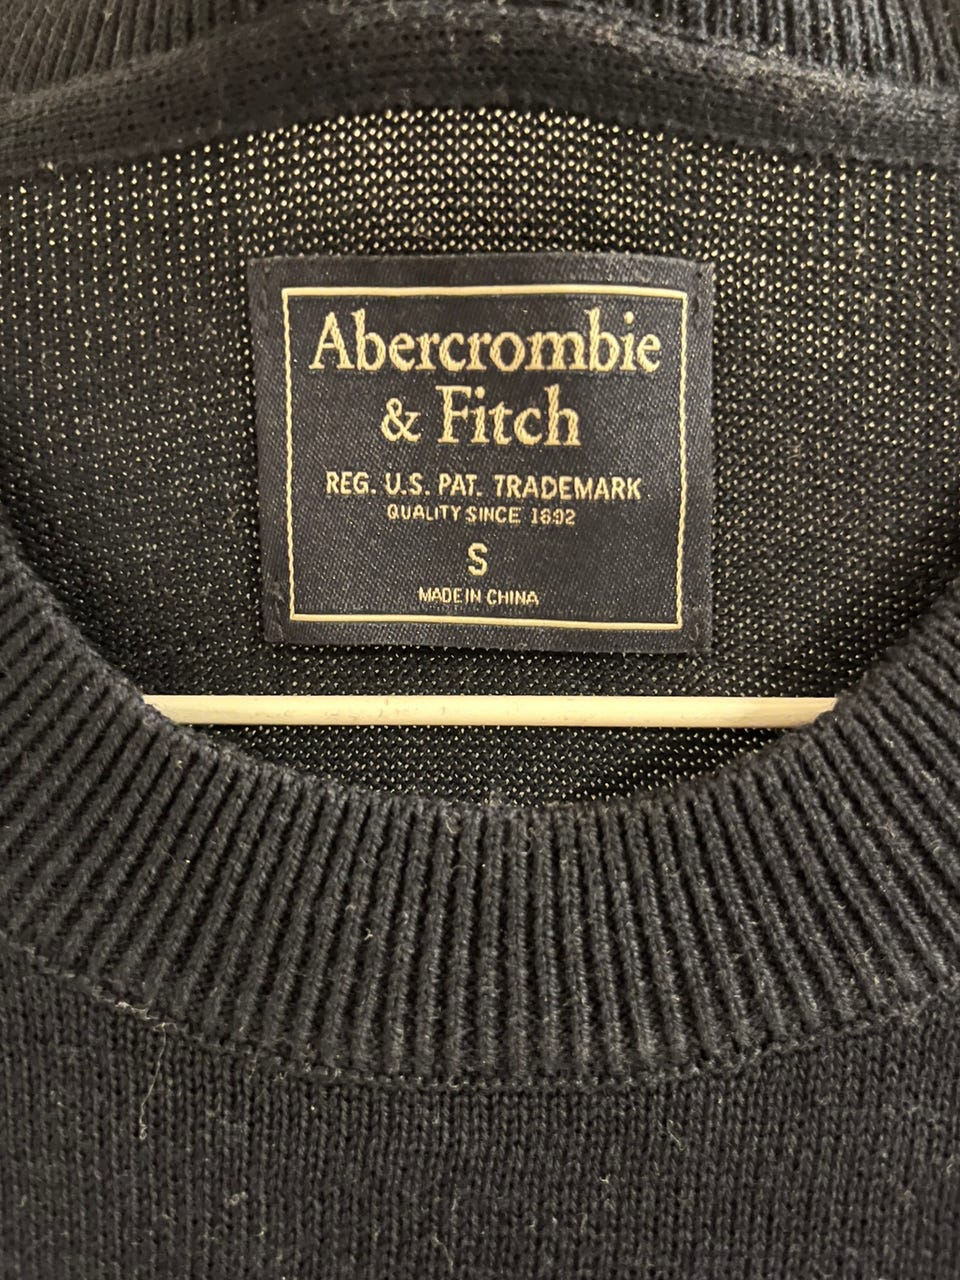 Abercrombie
& Fitch
REG. U.S. PAT. TRADEMARK
QUALITY SINCE 1892
S
MADE IN CHINA